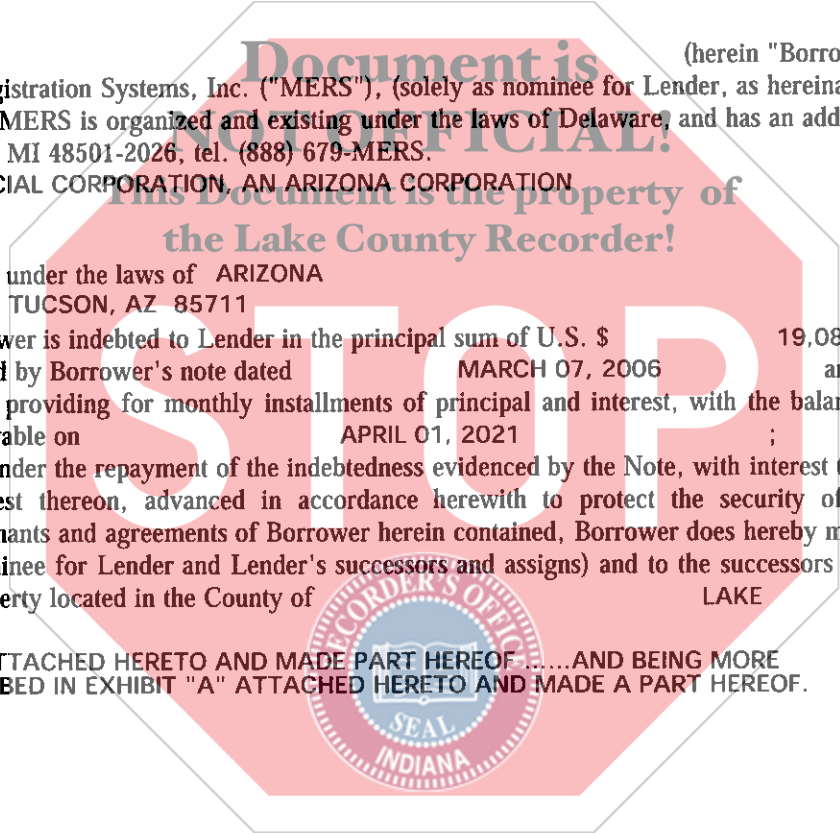 Document is
(herein "Borro
gistration Systems, Inc. ("MERS"), (solely as nominee for Lender, as hereina
MERS is organized and existing under the laws of Delaware, and has an add
NOT OFFICIAL!
MI 48501-2026, tel. (888) 679-MERS.
CIAL CORPORATION, AN ARIZONA CORPORATION
This Document is the property of
the Lake County Recorder!
under the laws of ARIZONA
TUCSON, AZ 85711
wer is indebted to Lender in the principal sum of U.S. $ 19,08
d by Borrower's note dated MARCH 07, 2006 an
providing for monthly installments of principal and interest, with the balan
able on APRIL 01, 2021 ;
STOP
nder the repayment of the indebtedness evidenced by the Note, with interest t
est thereon, advanced in accordance herewith to protect the security of
nants and agreements of Borrower herein contained, Borrower does hereby m
inee for Lender and Lender's successors and assigns) and to the successors
erty located in the County of LAKE
RECORDER'S OFFICE
TTACHED HERETO AND MADE PART HEREOF ......AND BEING MORE
BED IN EXHIBIT "A" ATTACHED HERETO AND MADE A PART HEREOF.
SEAL
INDIANA